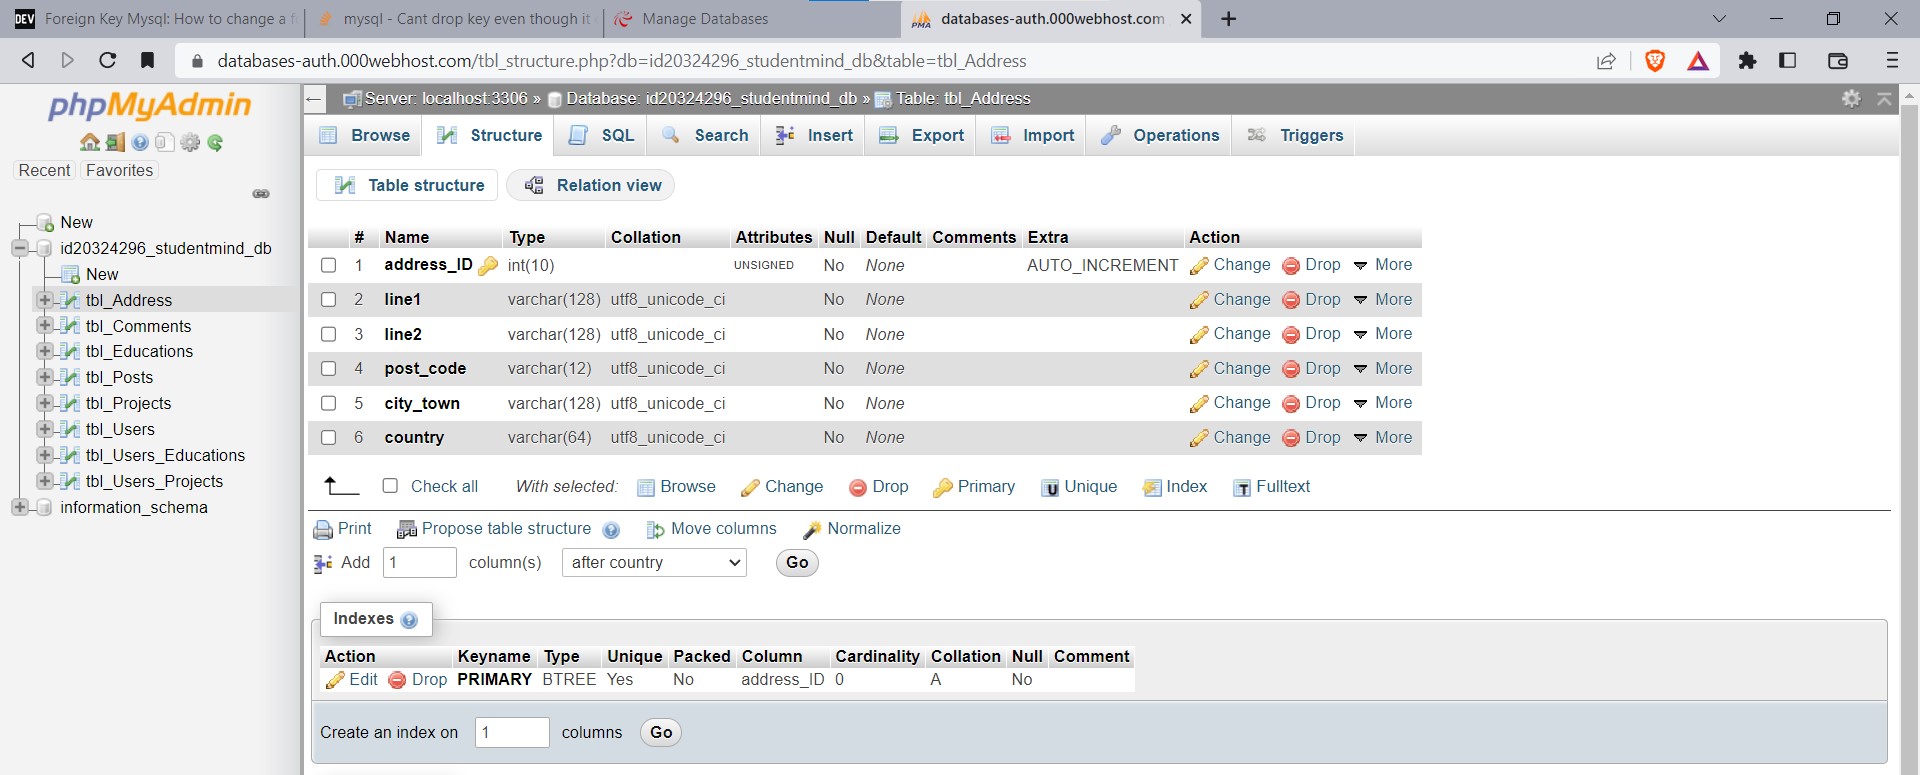 Foreign Key Mysql: How to change a f
mysql - Cant drop key even though it
Manage Databases
databases-auth.000webhost.com
databases-auth.000webhost.com/tbl_structure.php?db=id20324296_studentmind_db&table=tbl_Address
phpMyAdmin
Recent Favorites
New
id20324296_studentmind_db
New
tbl_Address
tbl_Comments
tbl_Educations
tbl_Posts
tbl_Projects
tbl_Users
tbl_Users_Educations
tbl_Users_Projects
information_schema
Server: localhost:3306 » Database: id20324296_studentmind_db » Table: tbl_Address
Browse Structure SQL Search Insert Export Import Operations Triggers
Table structure Relation view
# Name Type Collation Attributes Null Default Comments Extra Action
1 address_ID int(10) UNSIGNED No None AUTO_INCREMENT Change Drop More
2 line1 varchar(128) utf8_unicode_ci No None Change Drop More
3 line2 varchar(128) utf8_unicode_ci No None Change Drop More
4 post_code varchar(12) utf8_unicode_ci No None Change Drop More
5 city_town varchar(128) utf8_unicode_ci No None Change Drop More
6 country varchar(64) utf8_unicode_ci No None Change Drop More
Check all With selected: Browse Change Drop Primary Unique Index Fulltext
Print Propose table structure Move columns Normalize
Add 1 column(s) after country Go
Indexes
Action Keyname Type Unique Packed Column Cardinality Collation Null Comment
Edit Drop PRIMARY BTREE Yes No address_ID 0 A No
Create an index on 1 columns Go